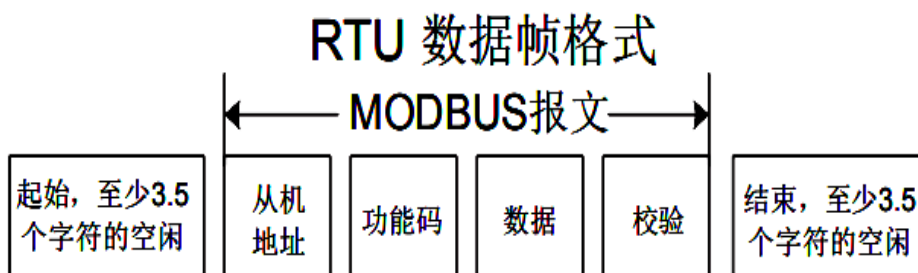 RTU 数据帧格式
MODBUS报文
起始，至少3.5
个字符的空闲
从机
地址
功能码
数据
校验
结束，至少3.5
个字符的空闲